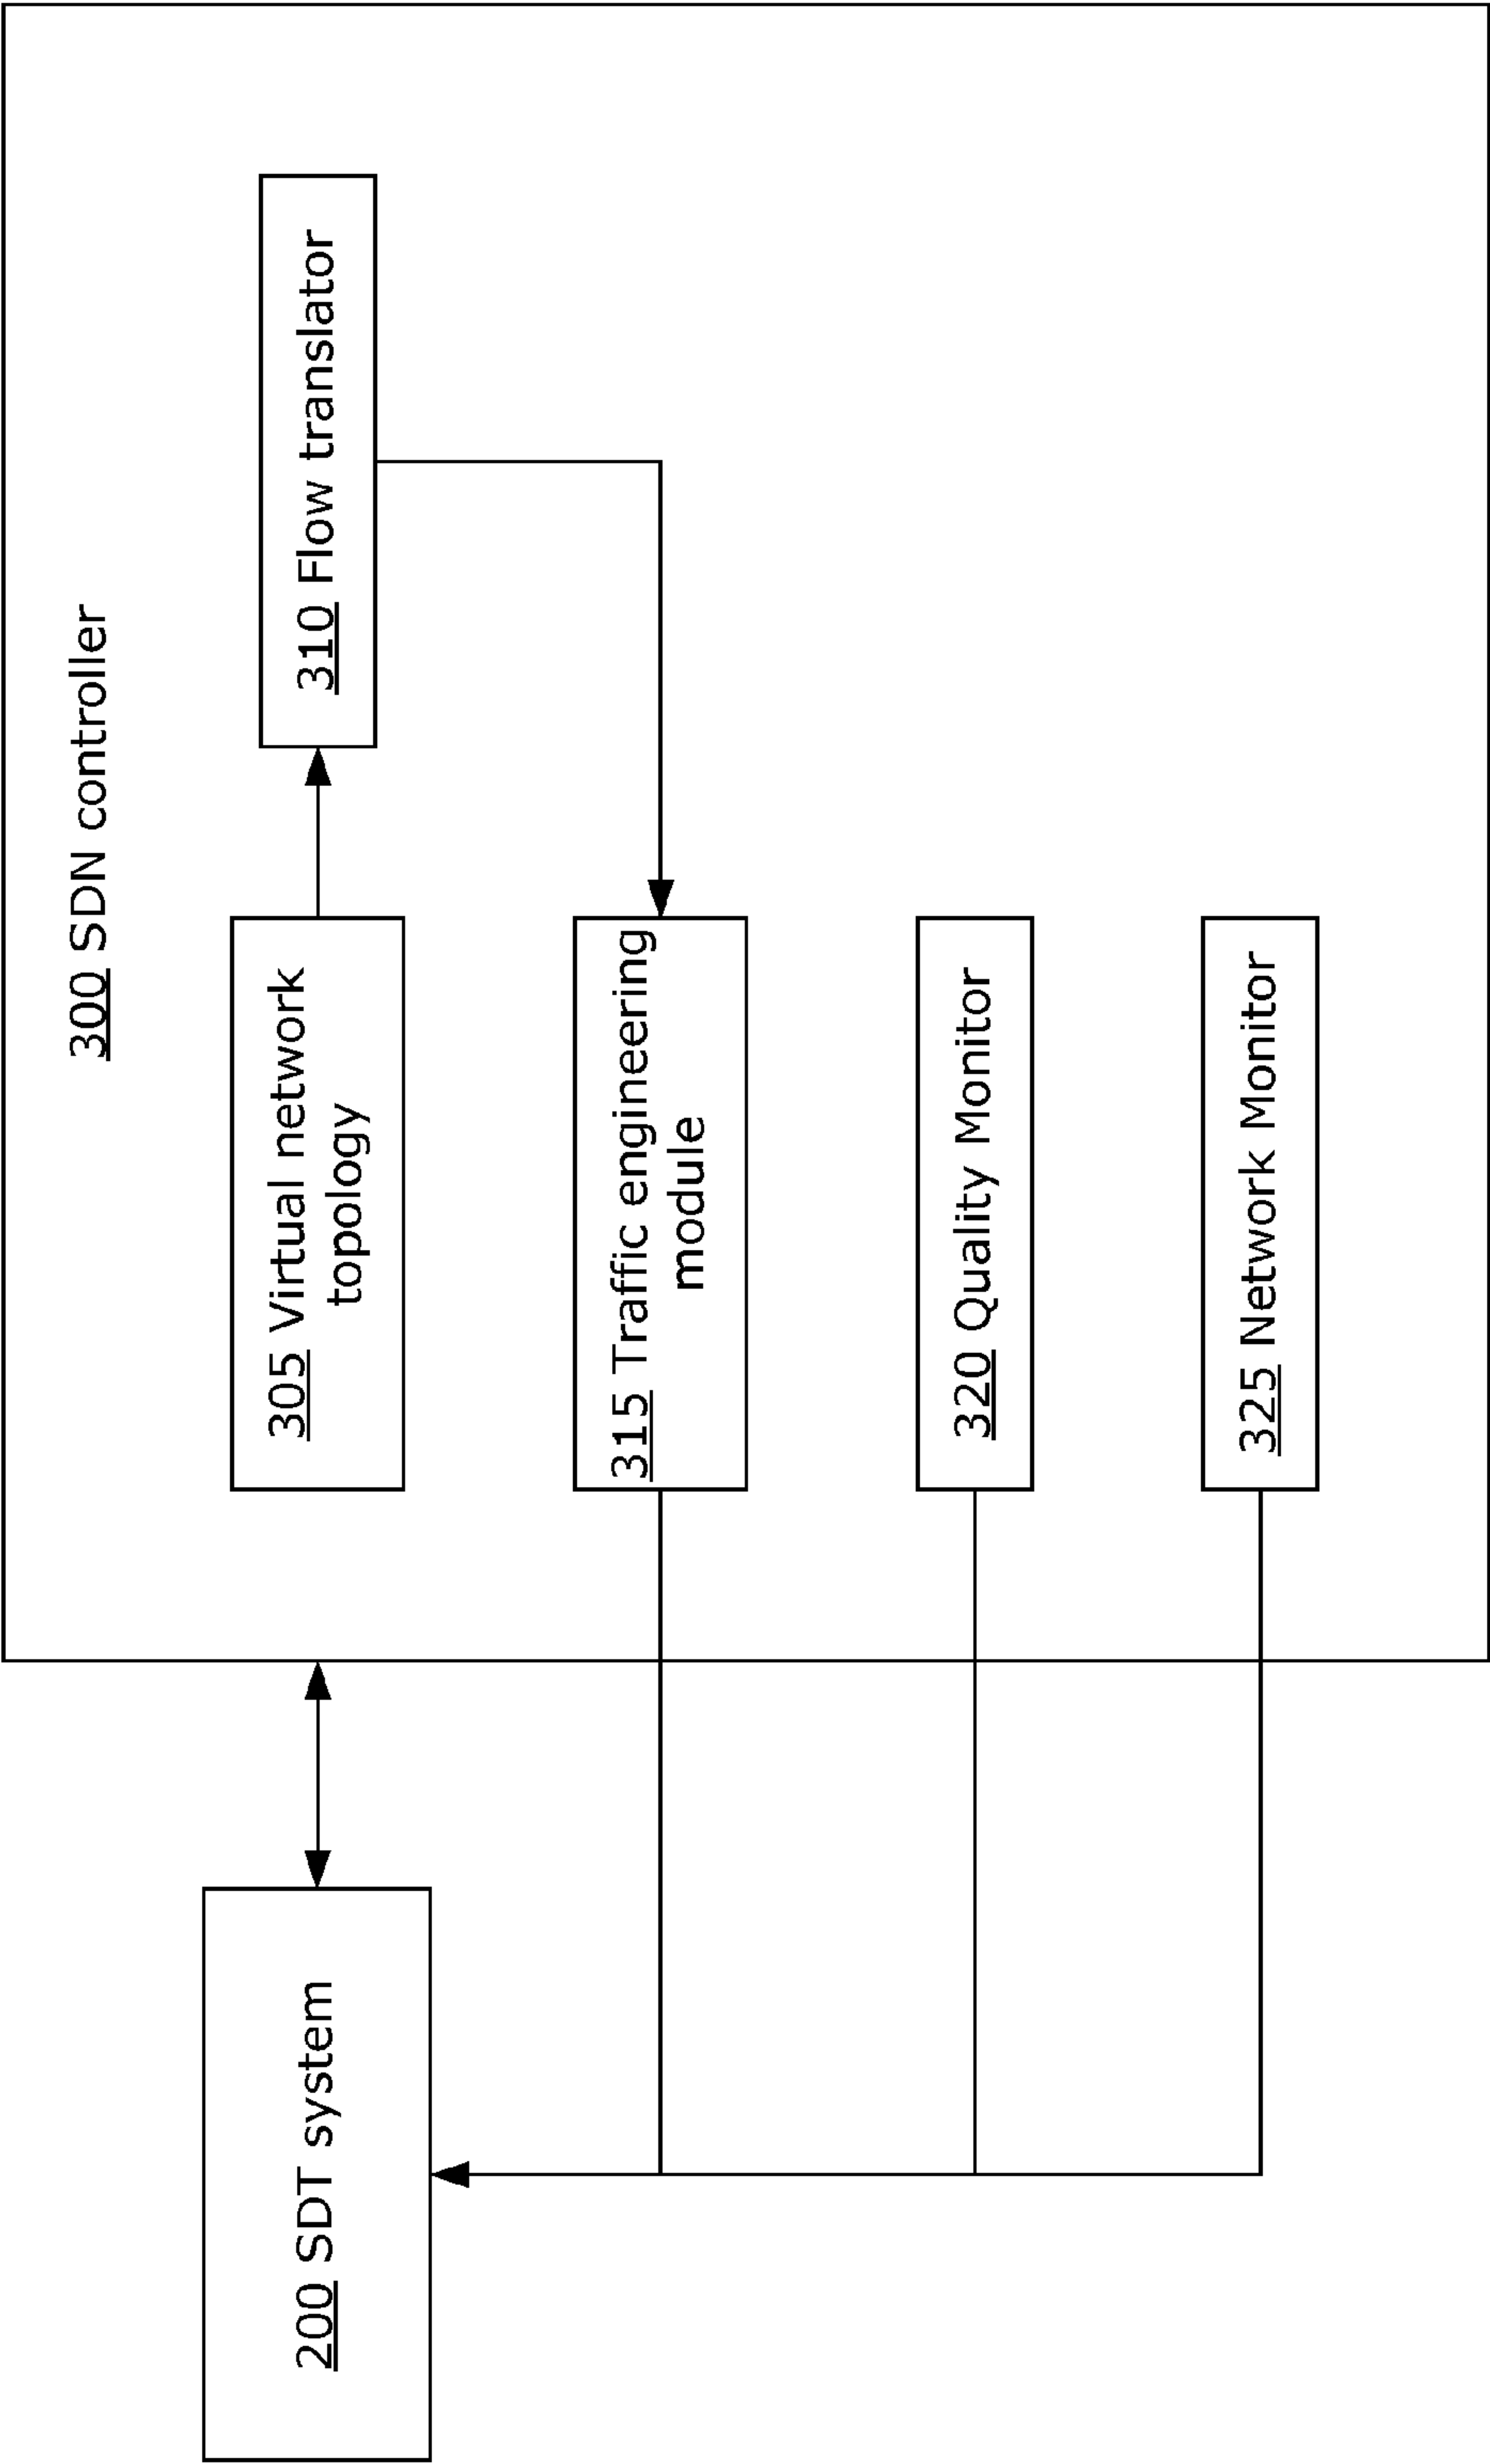 300 SDN controller
200 SDT system
305 Virtual network
topology
310 Flow translator
315 Traffic engineering
module
320 Quality Monitor
325 Network Monitor